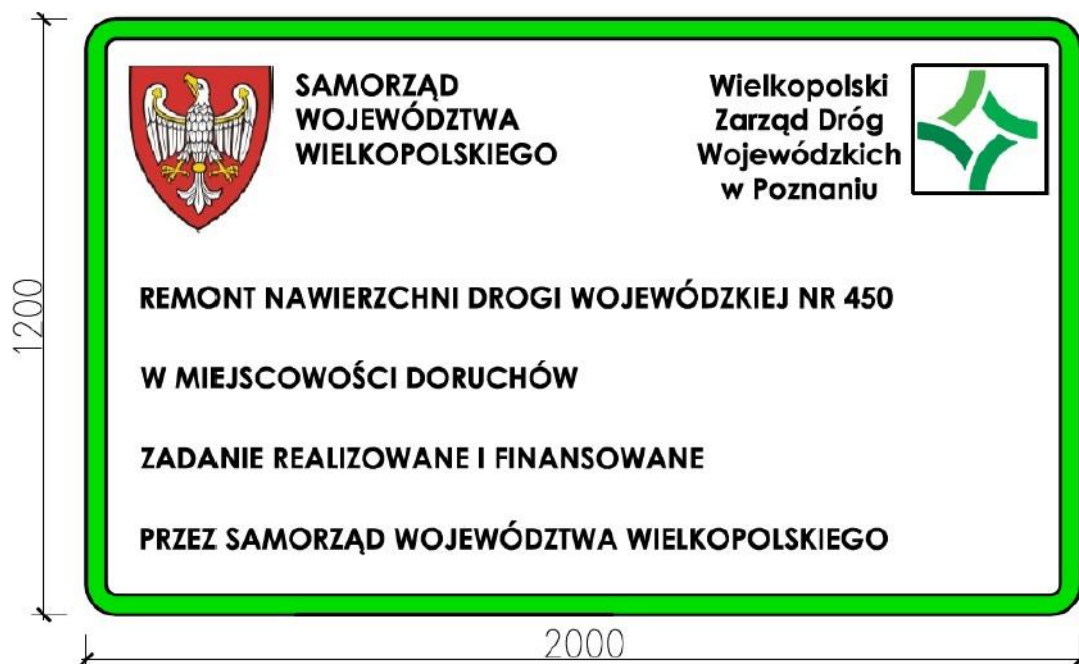 SAMORZĄD
WOJEWÓDZTWA
WIELKOPOLSKIEGO
Wielkopolski
Zarząd Dróg
Wojewódzkich
w Poznaniu
REMONT NAWIERZCHNI DROGI WOJEWÓDZKIEJ NR 450
W MIEJSCOWOŚCI DORUCHÓW
ZADANIE REALIZOWANE I FINANSOWANE
PRZEZ SAMORZĄD WOJEWÓDZTWA WIELKOPOLSKIEGO
1200
2000